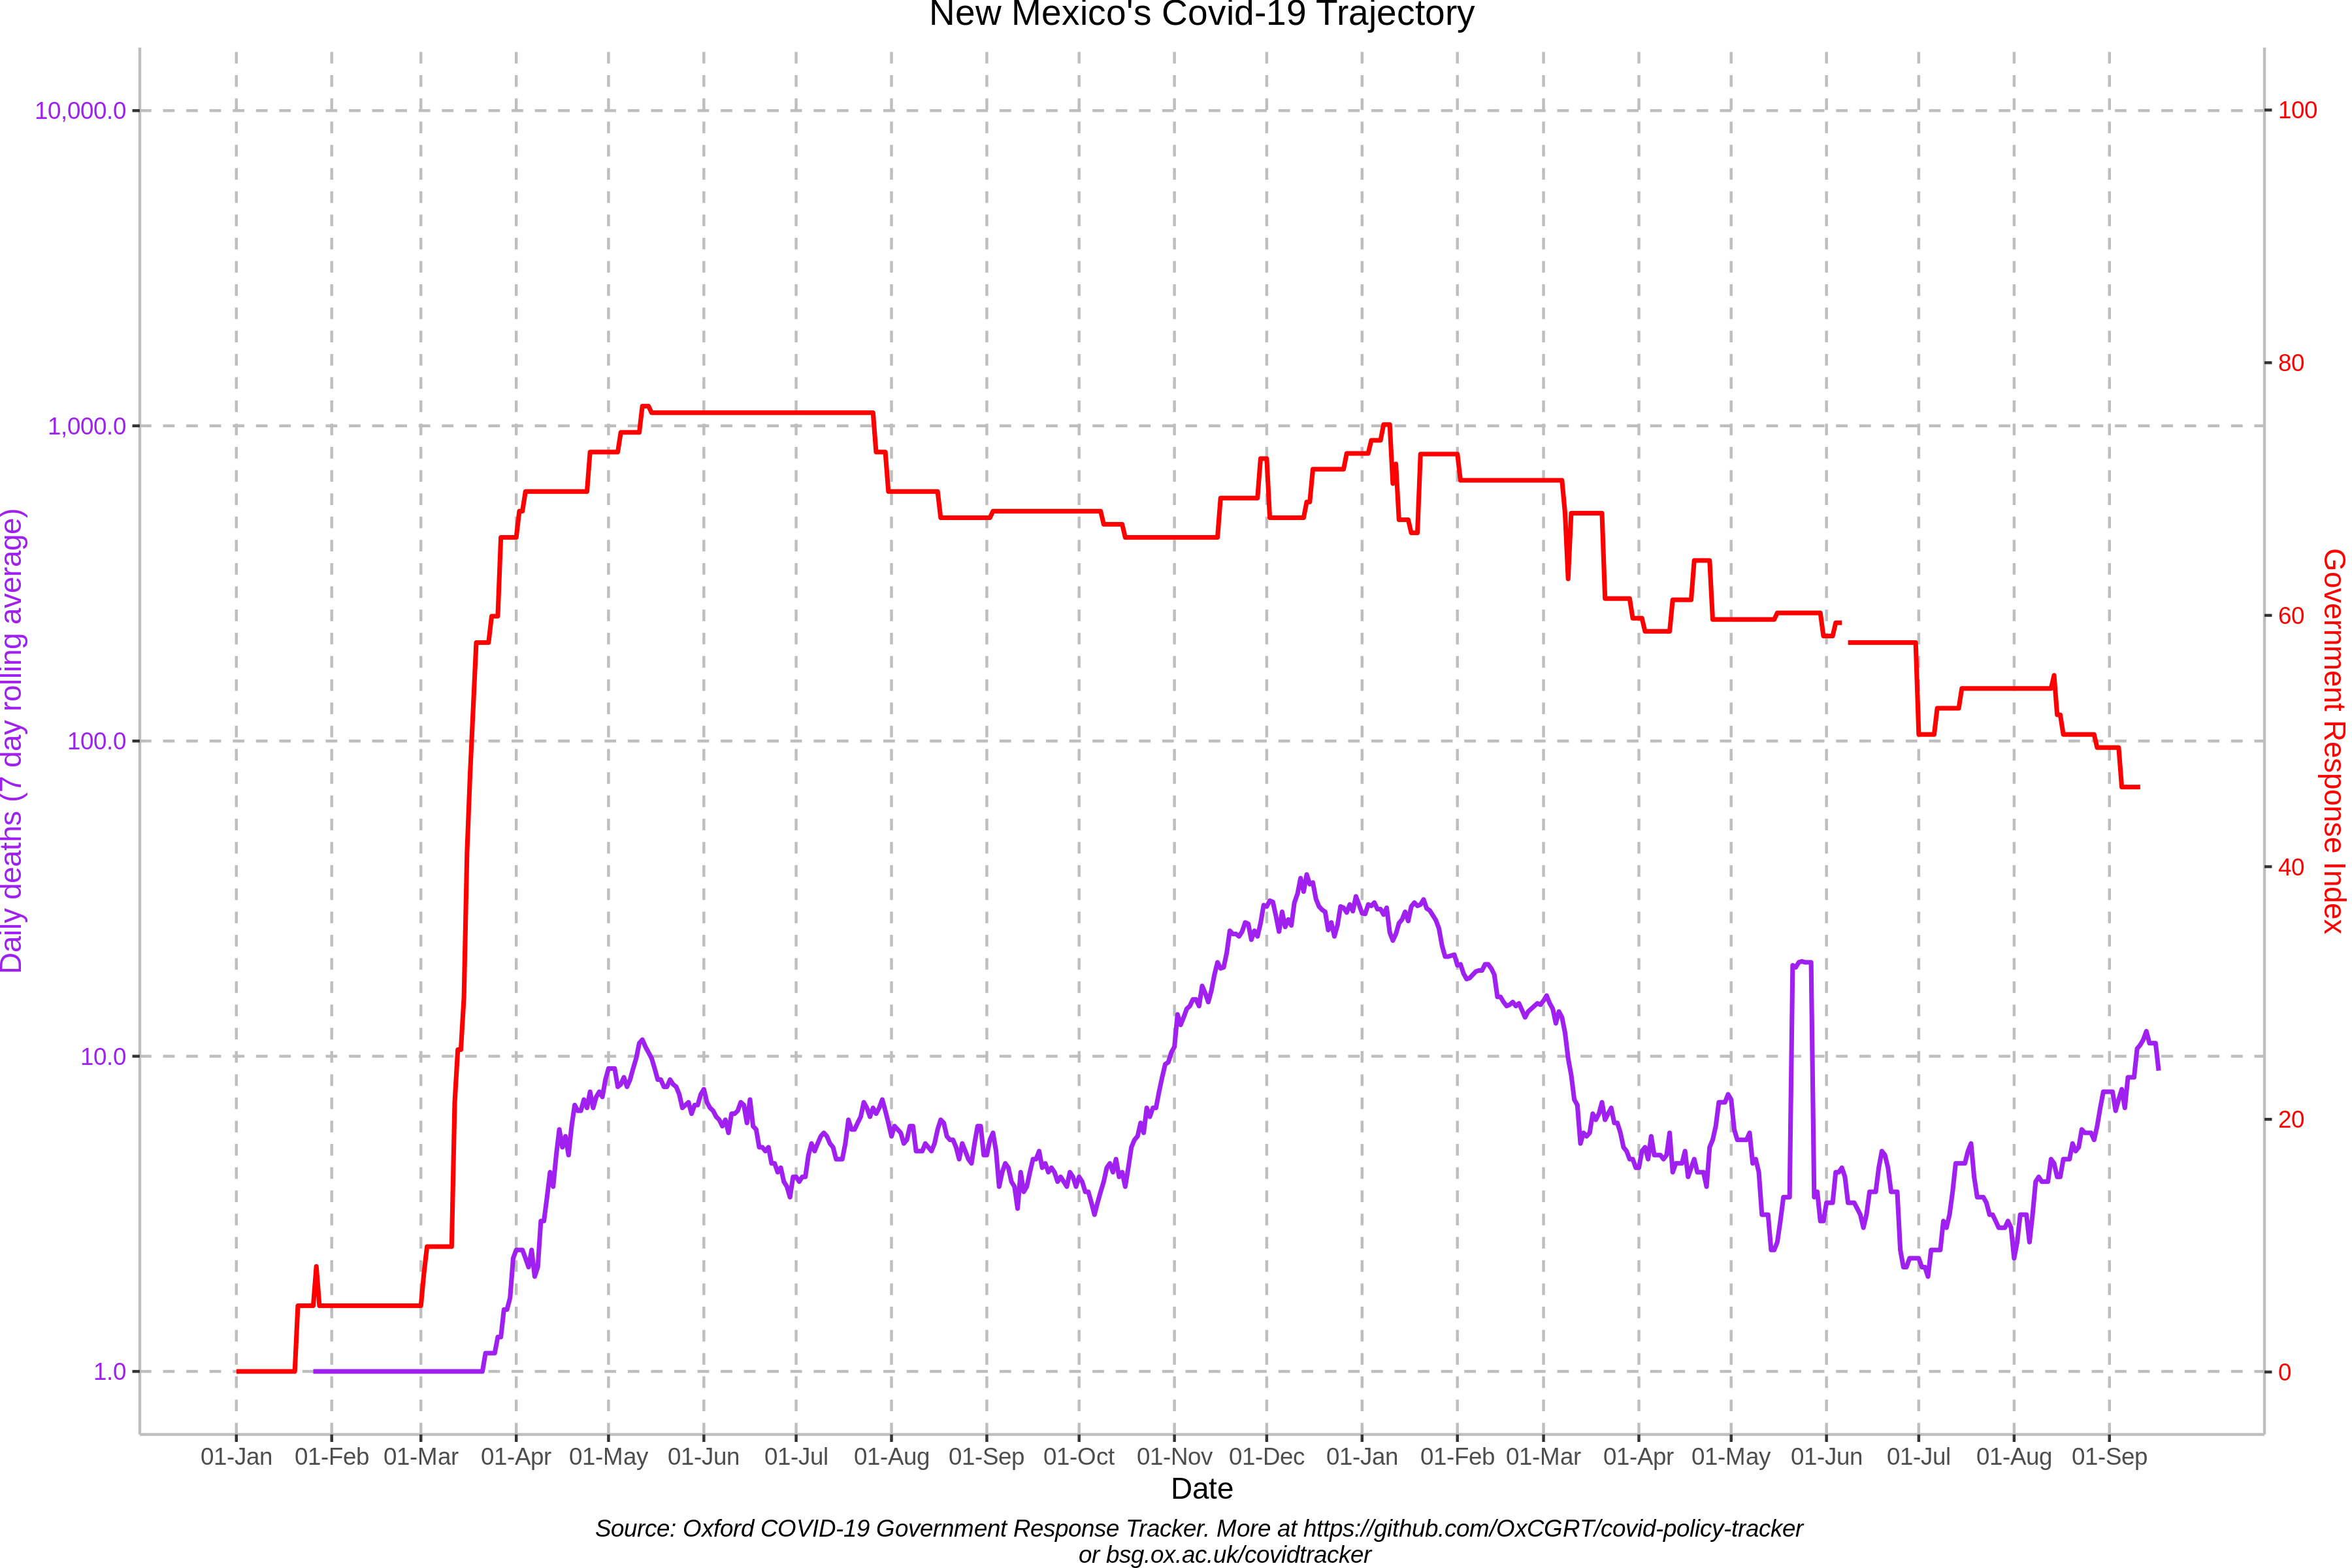 New Mexico's Covid-19 Trajectory
10,000.0
1,000.0
100.0
10.0
1.0
Daily deaths (7 day rolling average)
100
80
60
40
20
0
Government Response Index
01-Jan 01-Feb 01-Mar 01-Apr 01-May 01-Jun 01-Jul 01-Aug 01-Sep 01-Oct 01-Nov 01-Dec 01-Jan 01-Feb 01-Mar 01-Apr 01-May 01-Jun 01-Jul 01-Aug 01-Sep
Date
Source: Oxford COVID-19 Government Response Tracker. More at https://github.com/OxCGRT/covid-policy-tracker
or bsg.ox.ac.uk/covidtracker